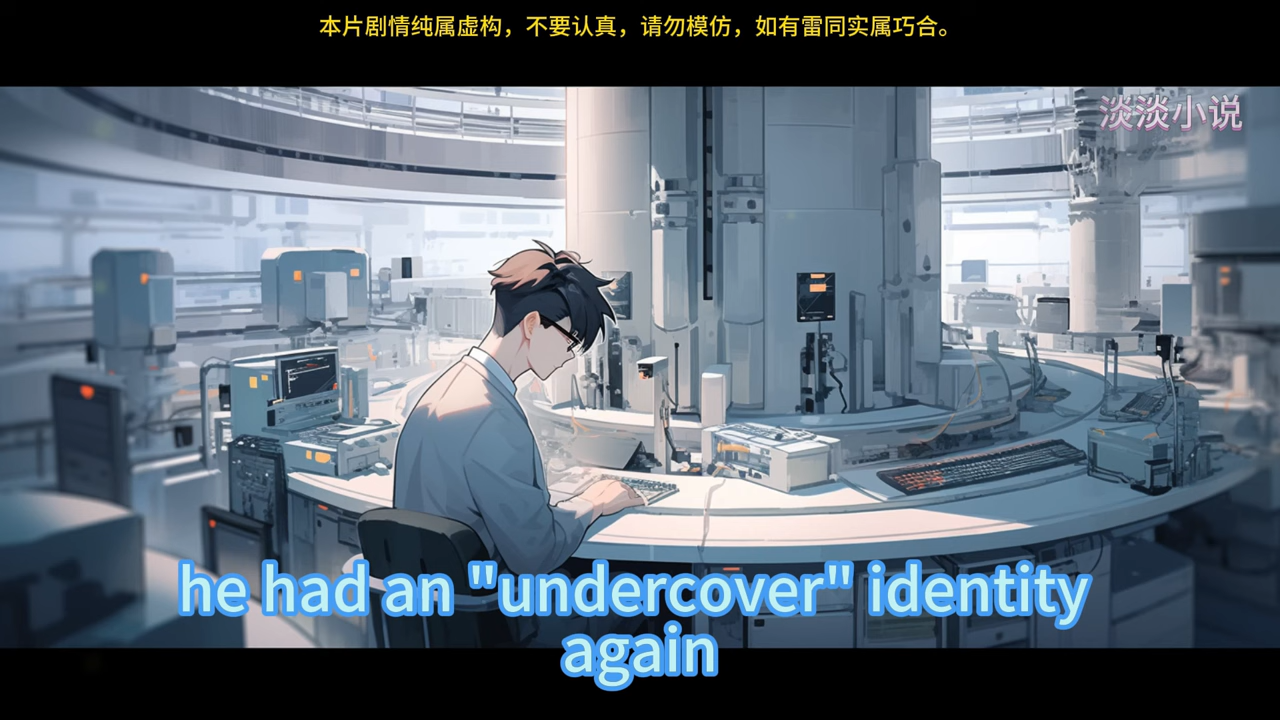 本片剧情纯属虚构，不要认真，请勿模仿，如有雷同实属巧合。
淡淡小说
he had an "undercover" identity
again